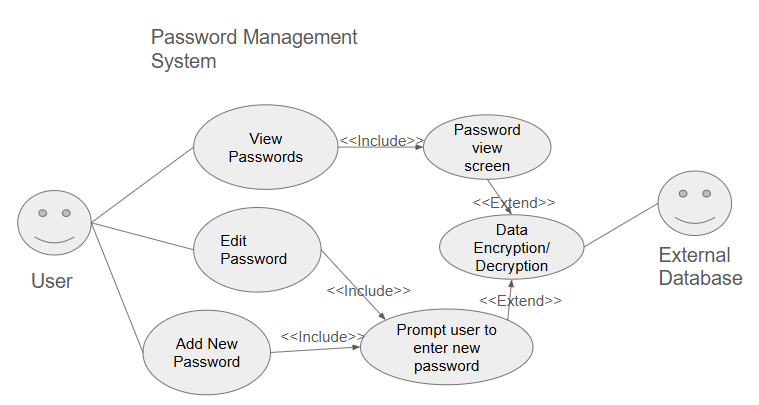 Password Management
System
View
Passwords
<<Include>>
Password
view
screen
<<Extend>>
User
Edit
Password
Data
Encryption/
Decryption
External
Database
<<Include>>
<<Extend>>
Add New
Password
<<Include>>
Prompt user to
enter new
password